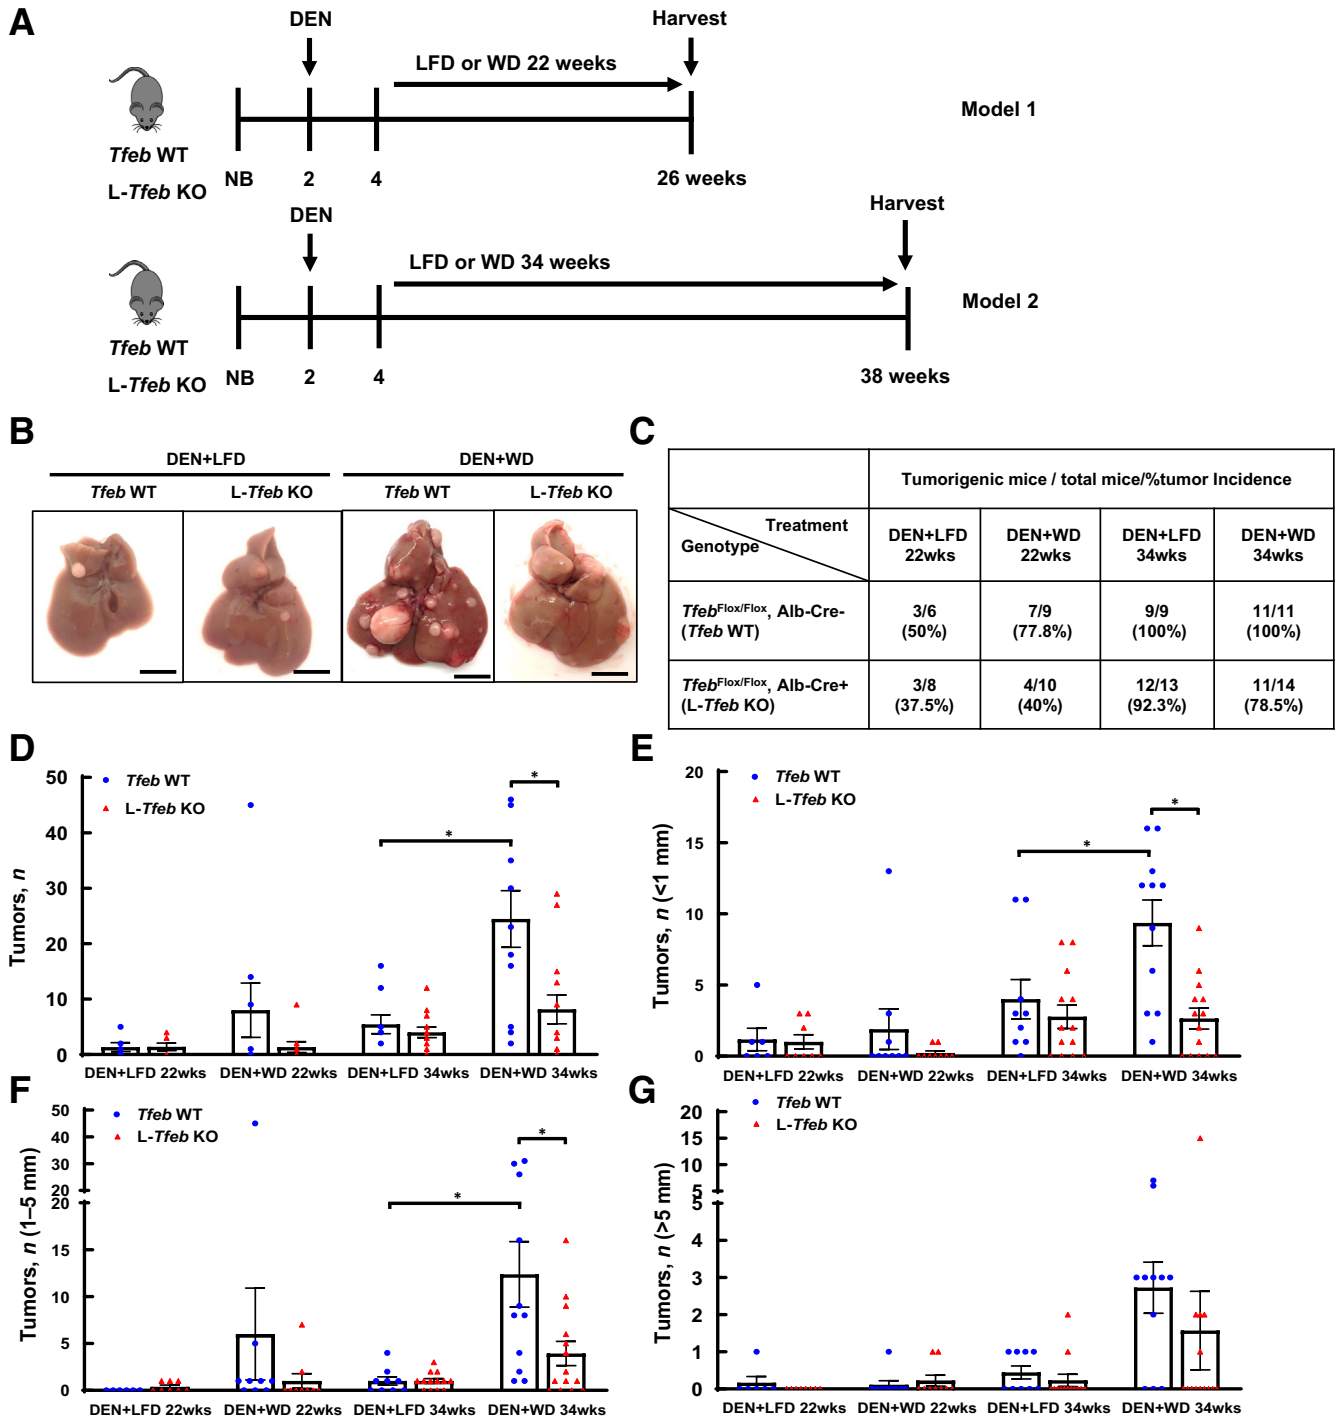 A
DEN
Harvest
LFD or WD 22 weeks
Model 1
Tfeb WT
L-Tfeb KO
NB
2
4
26 weeks
DEN
Harvest
LFD or WD 34 weeks
Model 2
Tfeb WT
L-Tfeb KO
NB
2
4
38 weeks
B
DEN+LFD
DEN+WD
Tfeb WT
L-Tfeb KO
Tfeb WT
L-Tfeb KO
C
Tumorigenic mice / total mice/%tumor Incidence
Treatment
Genotype
DEN+LFD
22wks
DEN+WD
22wks
DEN+LFD
34wks
DEN+WD
34wks
Tfeb^Flox/Flox, Alb-Cre-
(Tfeb WT)
3/6
(50%)
7/9
(77.8%)
9/9
(100%)
11/11
(100%)
Tfeb^Flox/Flox, Alb-Cre+
(L-Tfeb KO)
3/8
(37.5%)
4/10
(40%)
12/13
(92.3%)
11/14
(78.5%)
D
Tfeb WT
L-Tfeb KO
Tumors, n
50
40
30
20
10
0
*
*
DEN+LFD 22wks
DEN+WD 22wks
DEN+LFD 34wks
DEN+WD 34wks
E
Tfeb WT
L-Tfeb KO
Tumors, n (<1 mm)
20
15
10
5
0
*
*
DEN+LFD 22wks
DEN+WD 22wks
DEN+LFD 34wks
DEN+WD 34wks
F
Tfeb WT
L-Tfeb KO
Tumors, n (1–5 mm)
50
40
30
20
20
15
10
5
0
*
*
DEN+LFD 22wks
DEN+WD 22wks
DEN+LFD 34wks
DEN+WD 34wks
G
Tfeb WT
L-Tfeb KO
Tumors, n (>5 mm)
20
15
10
5
5
4
3
2
1
0
DEN+LFD 22wks
DEN+WD 22wks
DEN+LFD 34wks
DEN+WD 34wks